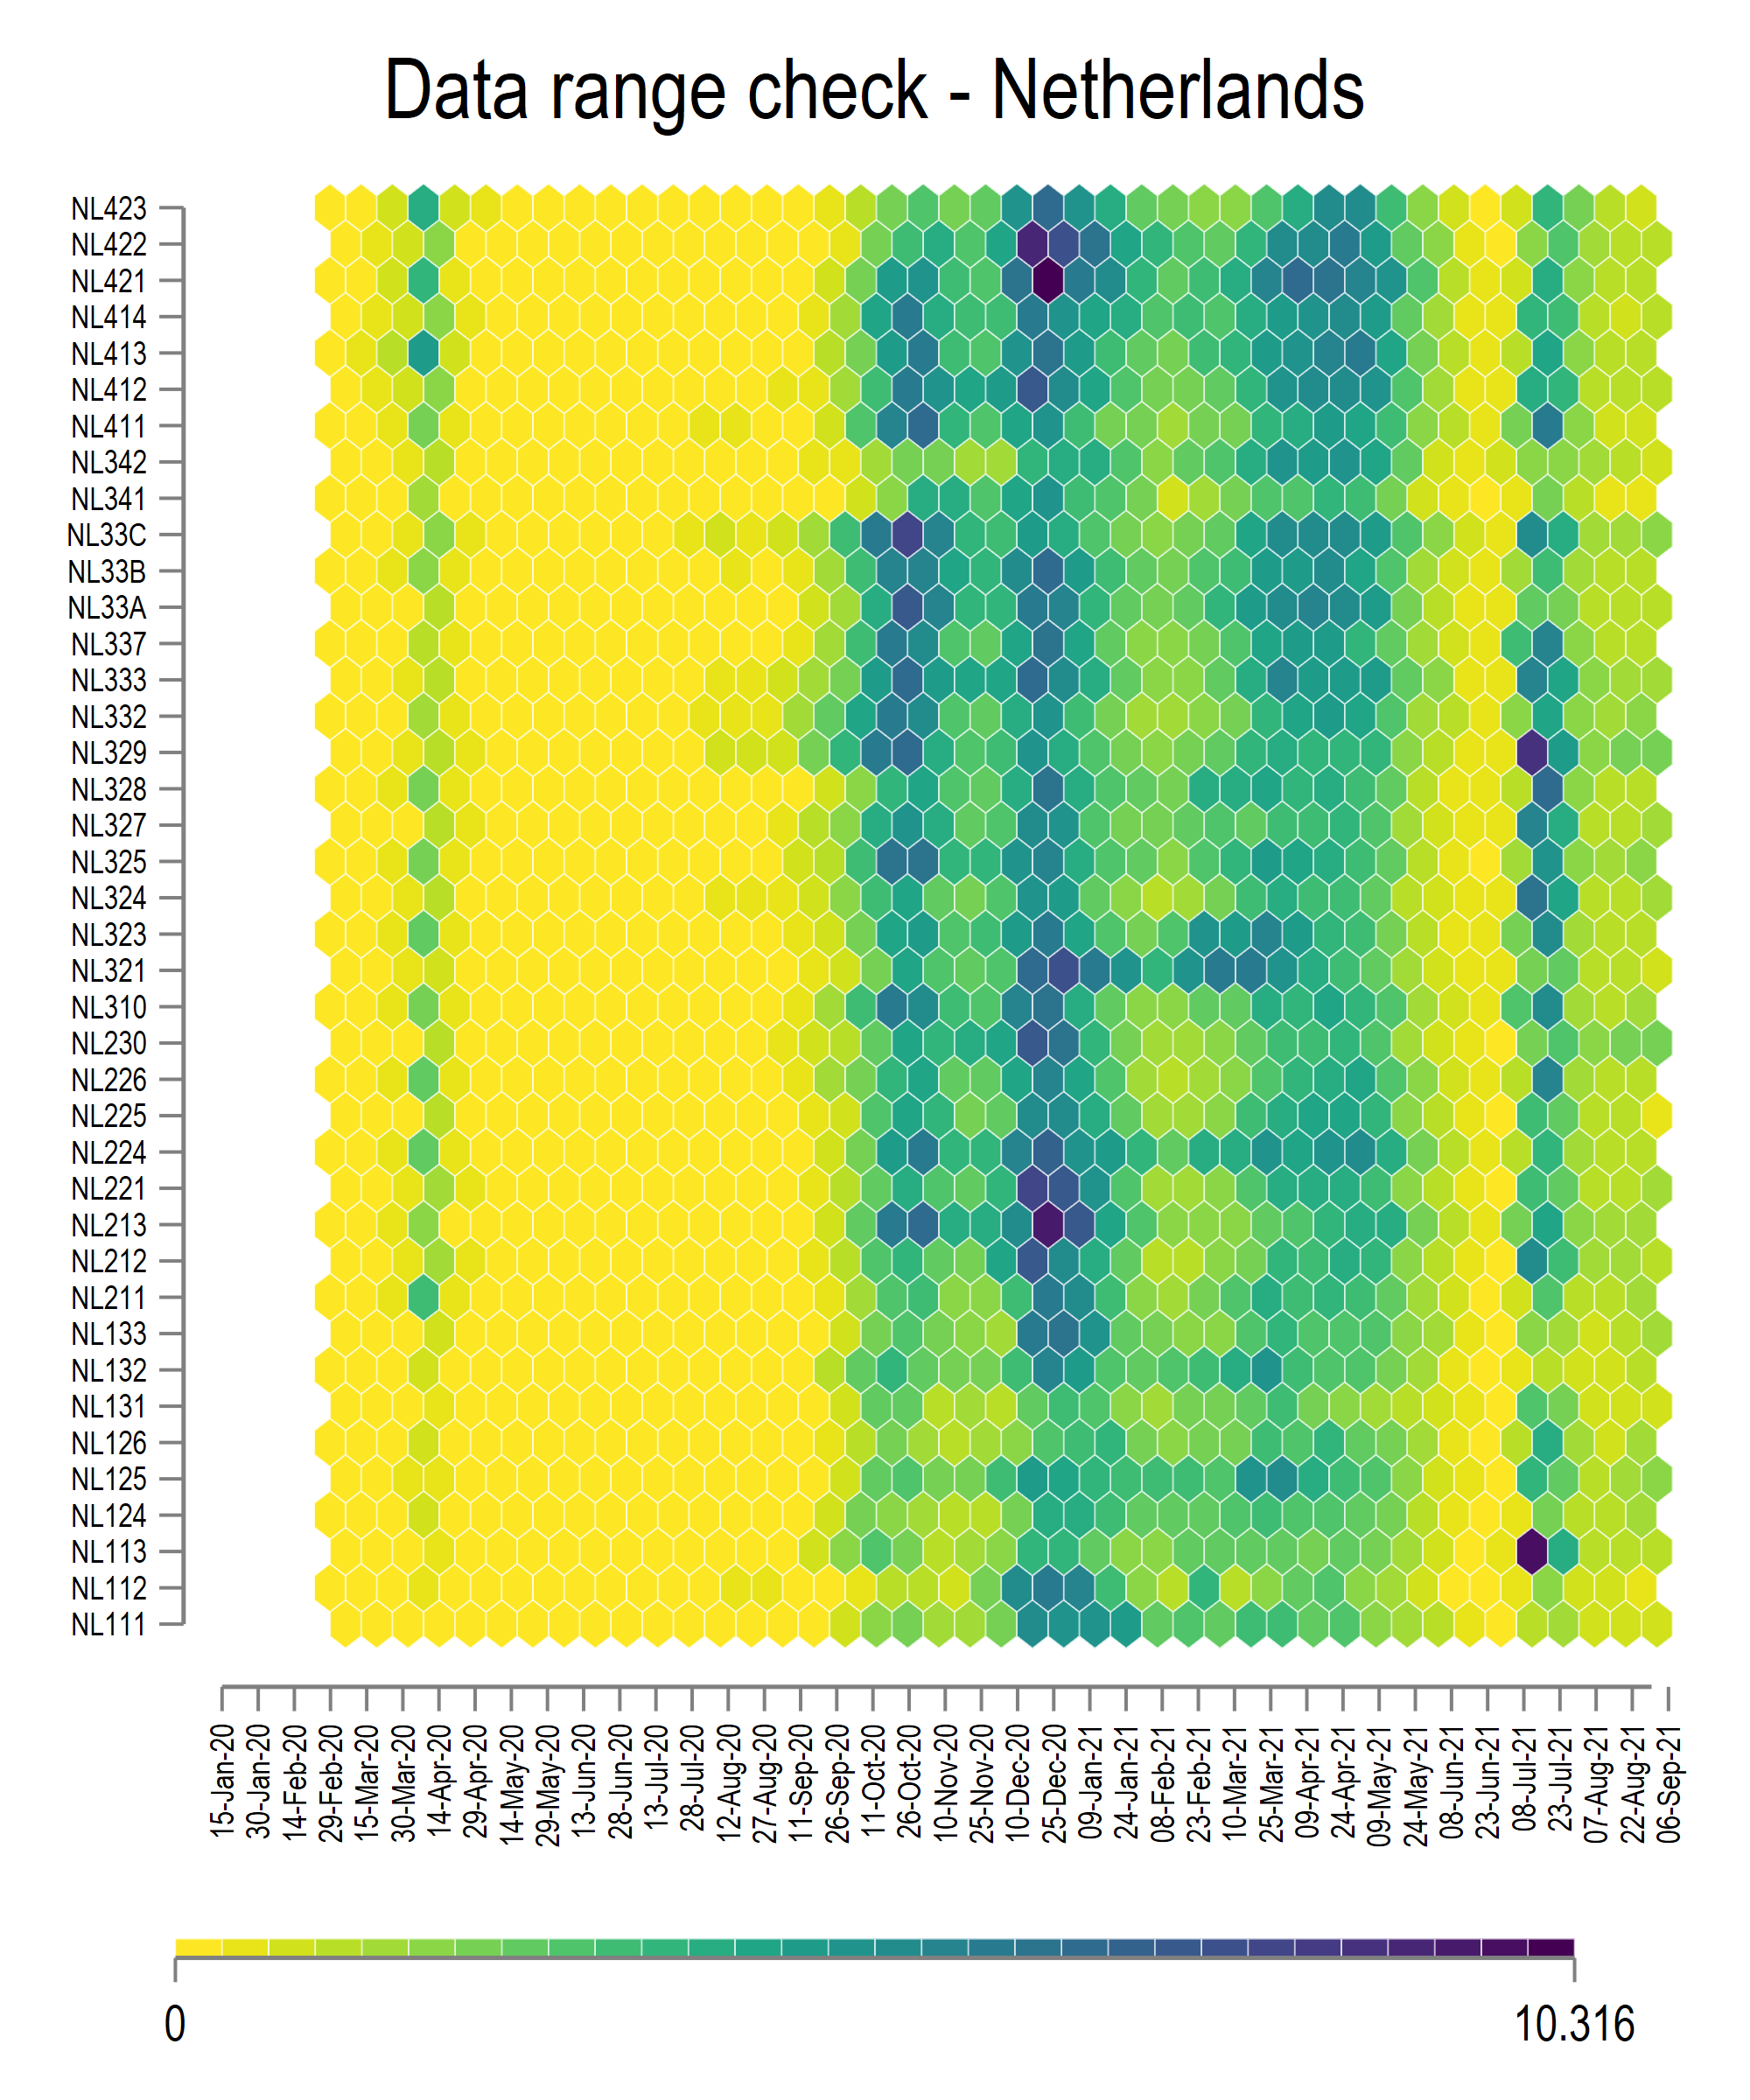 Data range check - Netherlands
NL423
NL422
NL421
NL414
NL413
NL412
NL411
NL342
NL341
NL33C
NL33B
NL33A
NL337
NL333
NL332
NL329
NL328
NL327
NL325
NL324
NL323
NL321
NL310
NL230
NL226
NL225
NL224
NL221
NL213
NL212
NL211
NL133
NL132
NL131
NL126
NL125
NL124
NL113
NL112
NL111
15-Jan-20
30-Jan-20
14-Feb-20
29-Feb-20
15-Mar-20
30-Mar-20
14-Apr-20
29-Apr-20
14-May-20
29-May-20
13-Jun-20
28-Jun-20
13-Jul-20
28-Jul-20
12-Aug-20
27-Aug-20
11-Sep-20
26-Sep-20
11-Oct-20
26-Oct-20
10-Nov-20
25-Nov-20
10-Dec-20
25-Dec-20
09-Jan-21
24-Jan-21
08-Feb-21
23-Feb-21
10-Mar-21
25-Mar-21
09-Apr-21
24-Apr-21
09-May-21
24-May-21
08-Jun-21
23-Jun-21
08-Jul-21
23-Jul-21
07-Aug-21
22-Aug-21
06-Sep-21
0
10.316